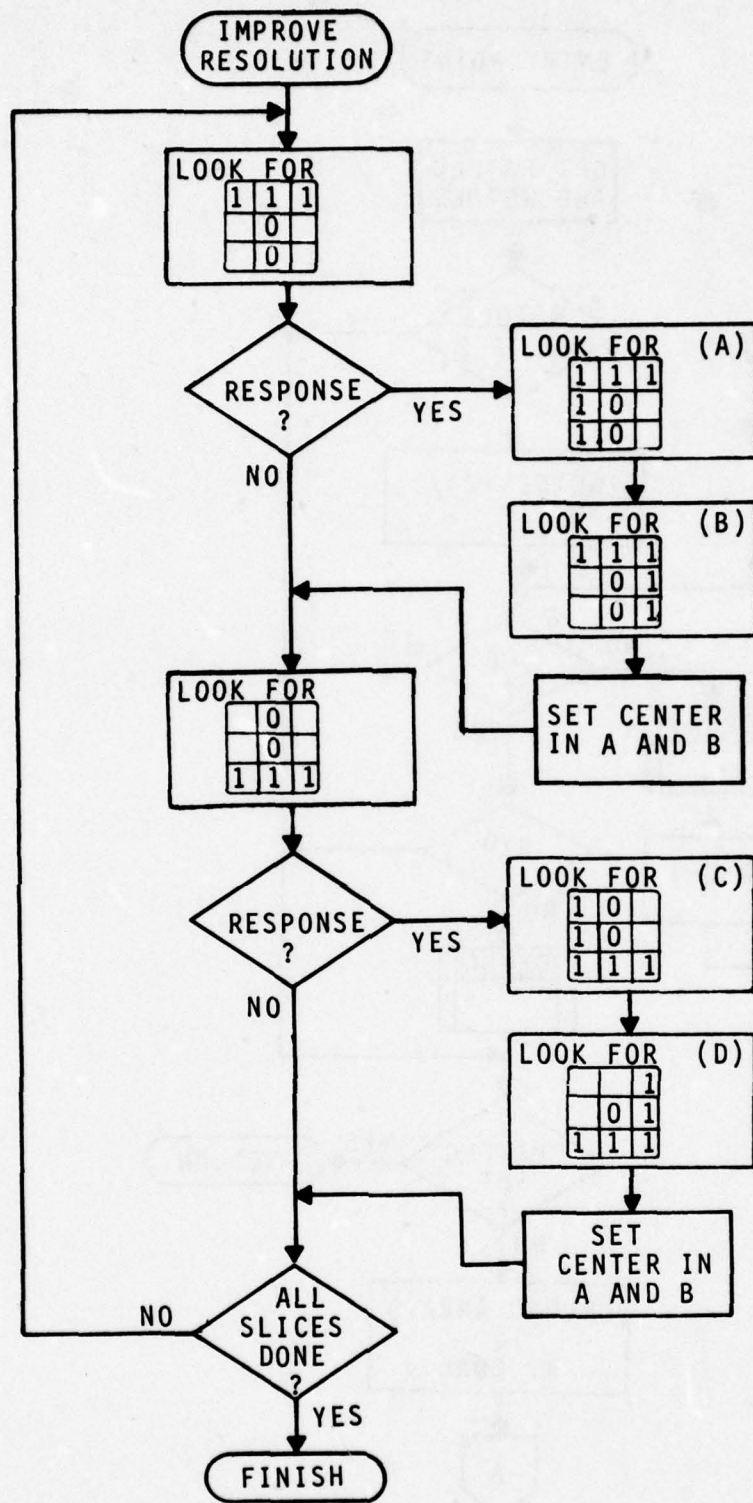 IMPROVE
RESOLUTION
LOOK FOR
1 1 1
0
0
RESPONSE
?
YES
NO
LOOK FOR (A)
1 1 1
1 0
1 0
LOOK FOR (B)
1 1 1
0 1
0 1
SET CENTER
IN A AND B
LOOK FOR
0
0
1 1 1
RESPONSE
?
YES
NO
LOOK FOR (C)
1 0
1 0
1 1 1
LOOK FOR (D)
1
0 1
1 1 1
SET
CENTER IN
A AND B
ALL
SLICES
DONE
?
NO
YES
FINISH